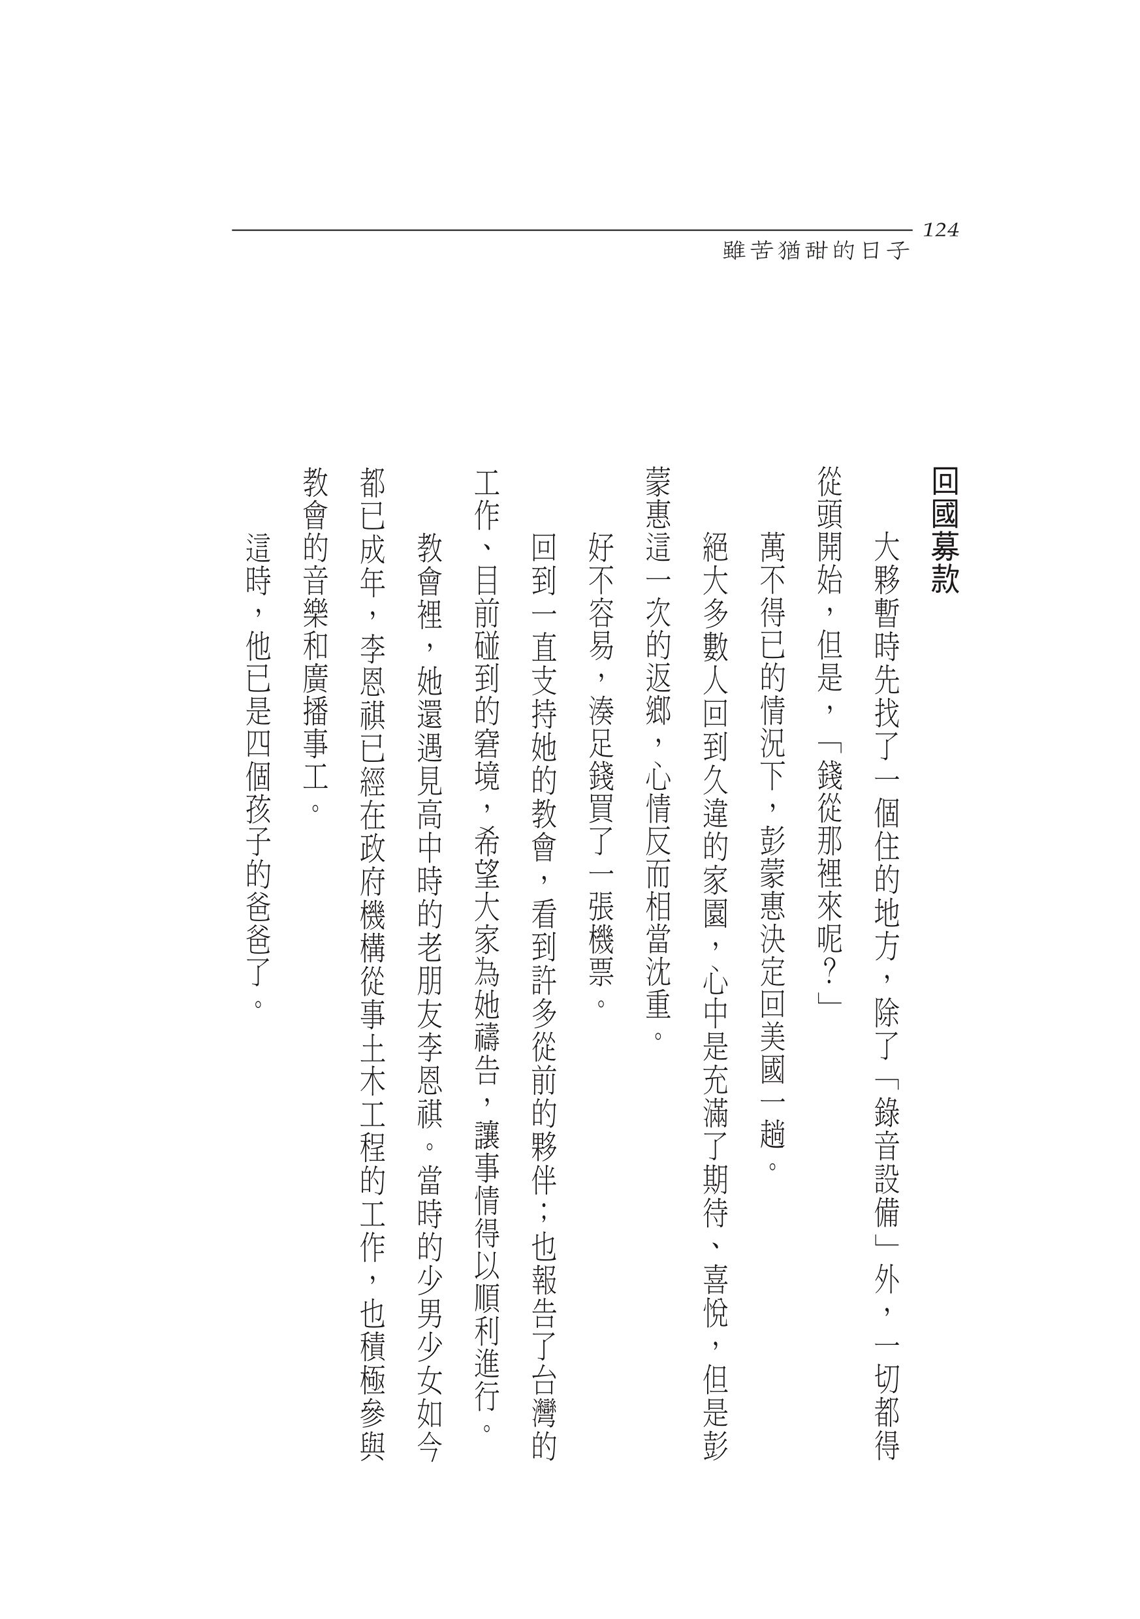 124
雖苦猶甜的日子
回國募款
大夥暫時先找了一個住的地方，除了「錄音設備」外，一切都得
從頭開始，但是，「錢從那裡來呢？」
萬不得已的情況下，彭蒙惠決定回美國一趟。
絕大多數人回到久違的家園，心中是充滿了期待、喜悅，但是彭
蒙惠這一次的返鄉，心情反而相當沈重。
好不容易，湊足錢買了一張機票。
回到一直支持她的教會，看到許多從前的夥伴；也報告了台灣的
工作、目前碰到的窘境，希望大家為她禱告，讓事情得以順利進行。
教會裡，她還遇見高中時的老朋友李恩祺。當時的少男少女如今
都已成年，李恩祺已經在政府機構從事土木工程的工作，也積極參與
教會的音樂和廣播事工。
這時，他已是四個孩子的爸爸了。